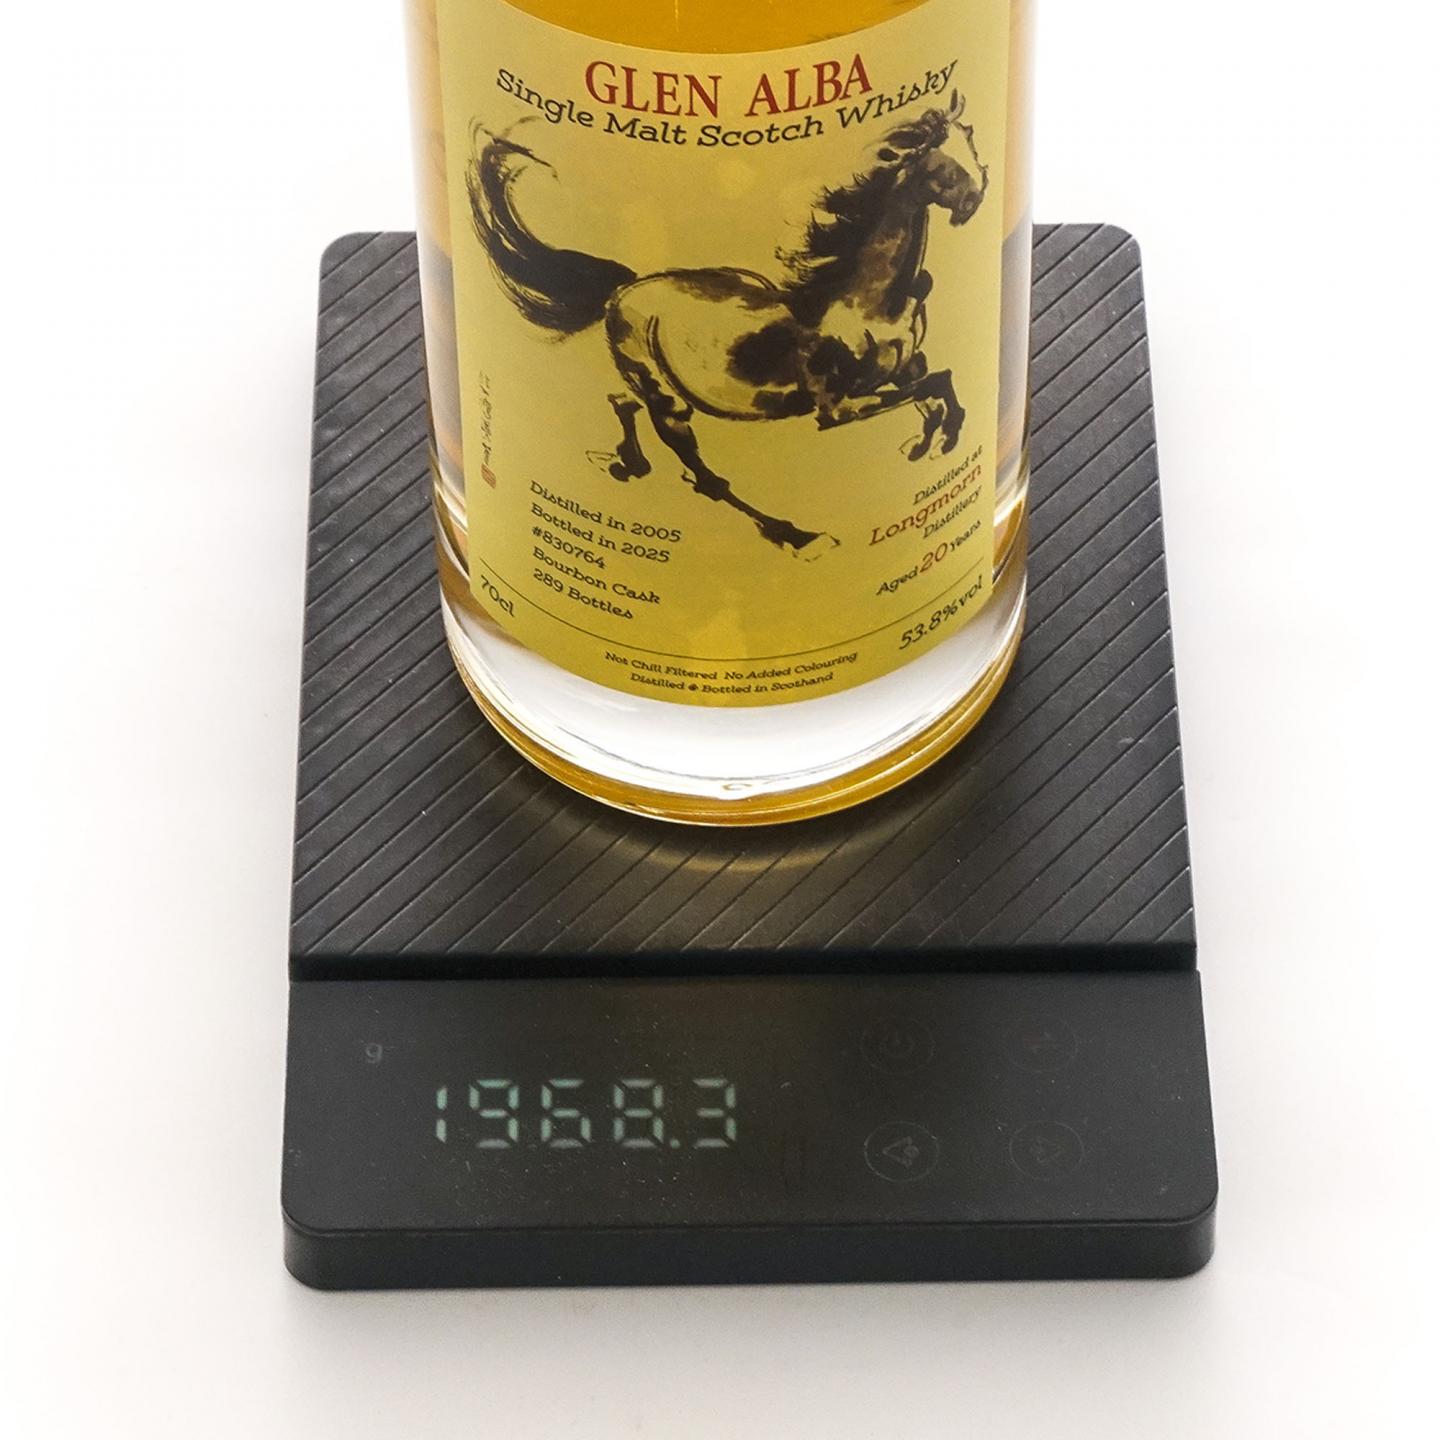 GLEN ALBA
Single Malt Scotch Whisky
Distilled at
Longmorn
Distillery
Aged 20 Years
Distilled in 2005
Bottled in 2025
#830764
Bourbon Cask
289 Bottles
70cl
53.8%vol
Not Chill Filtered No Added Colouring
Distilled & Bottled in Scotland
g
1968.3